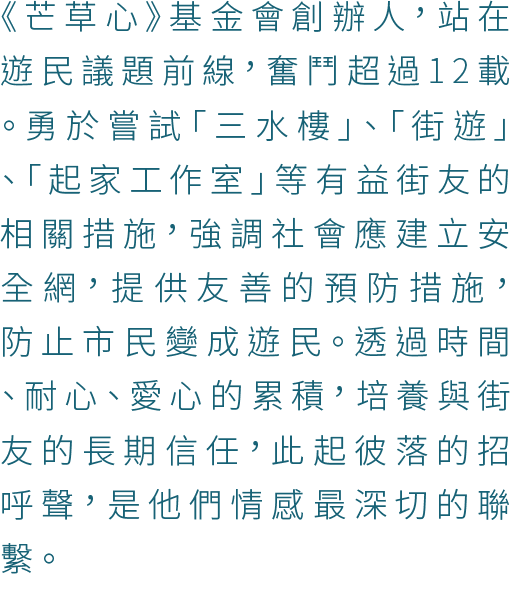 《芒草心》基金會創辦人，站在
遊民議題前線，奮鬥超過12載
。勇於嘗試「三水樓」、「街遊」
、「起家工作室」等有益街友的
相關措施，強調社會應建立安
全網，提供友善的預防措施，
防止市民變成遊民。透過時間
、耐心、愛心的累積，培養與街
友的長期信任，此起彼落的招
呼聲，是他們情感最深切的聯
繫。